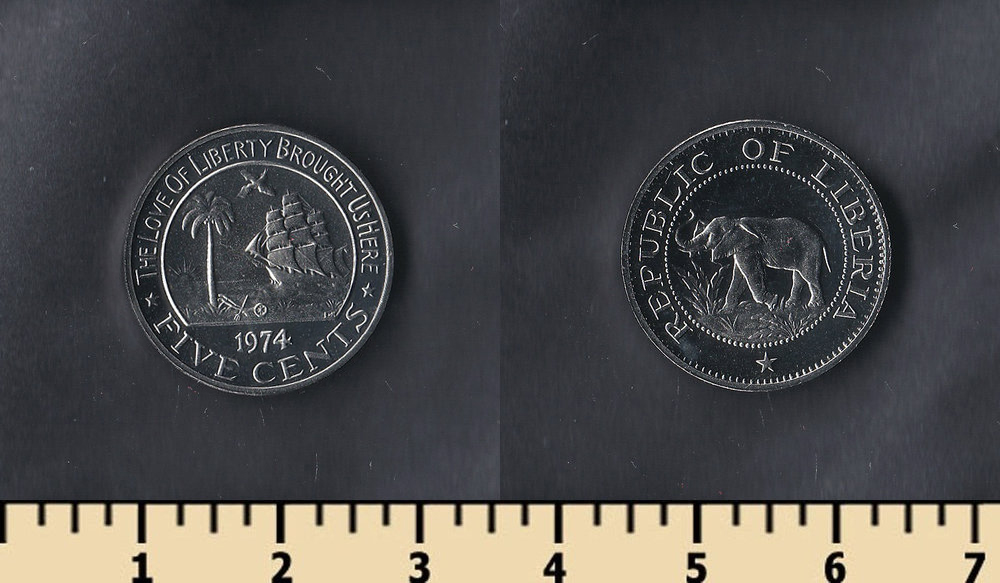 THE LOVE OF LIBERTY BROUGHT US HERE
1974
FIVE CENTS
REPUBLIC OF LIBERIA
1 2 3 4 5 6 7